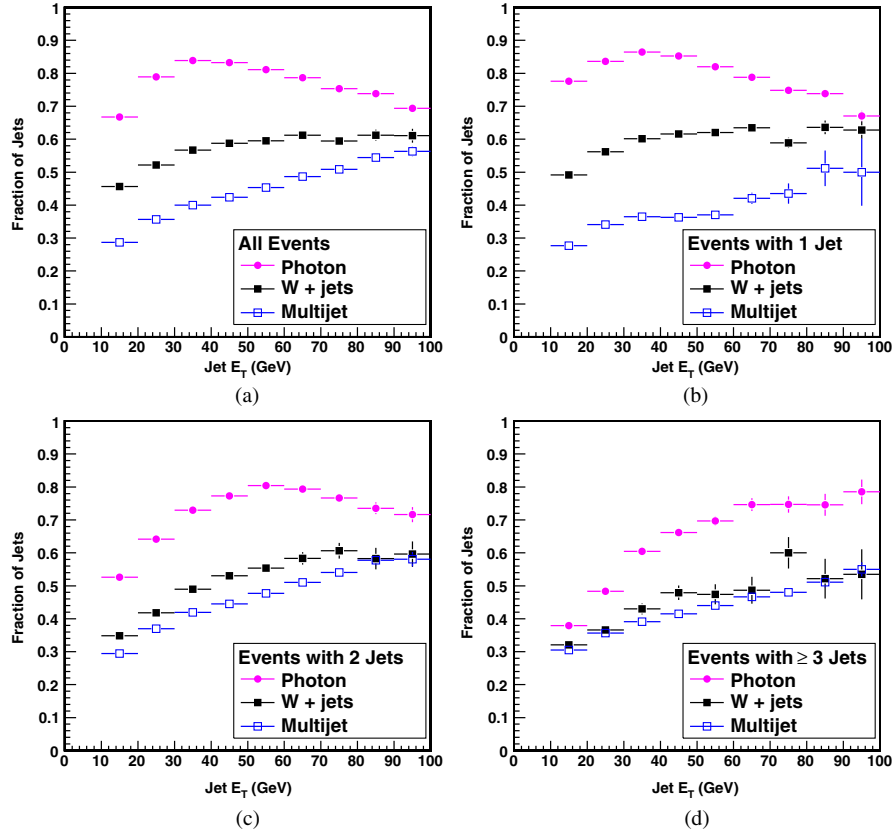 1
0.9
0.8
0.7
0.6
0.5
0.4
0.3
0.2
0.1
0
Fraction of Jets
All Events
Photon
W + jets
Multijet
0 10 20 30 40 50 60 70 80 90 100
Jet E_T (GeV)
(a)
1
0.9
0.8
0.7
0.6
0.5
0.4
0.3
0.2
0.1
0
Fraction of Jets
Events with 1 Jet
Photon
W + jets
Multijet
0 10 20 30 40 50 60 70 80 90 100
Jet E_T (GeV)
(b)
1
0.9
0.8
0.7
0.6
0.5
0.4
0.3
0.2
0.1
0
Fraction of Jets
Events with 2 Jets
Photon
W + jets
Multijet
0 10 20 30 40 50 60 70 80 90 100
Jet E_T (GeV)
(c)
1
0.9
0.8
0.7
0.6
0.5
0.4
0.3
0.2
0.1
0
Fraction of Jets
Events with ≥ 3 Jets
Photon
W + jets
Multijet
0 10 20 30 40 50 60 70 80 90 100
Jet E_T (GeV)
(d)